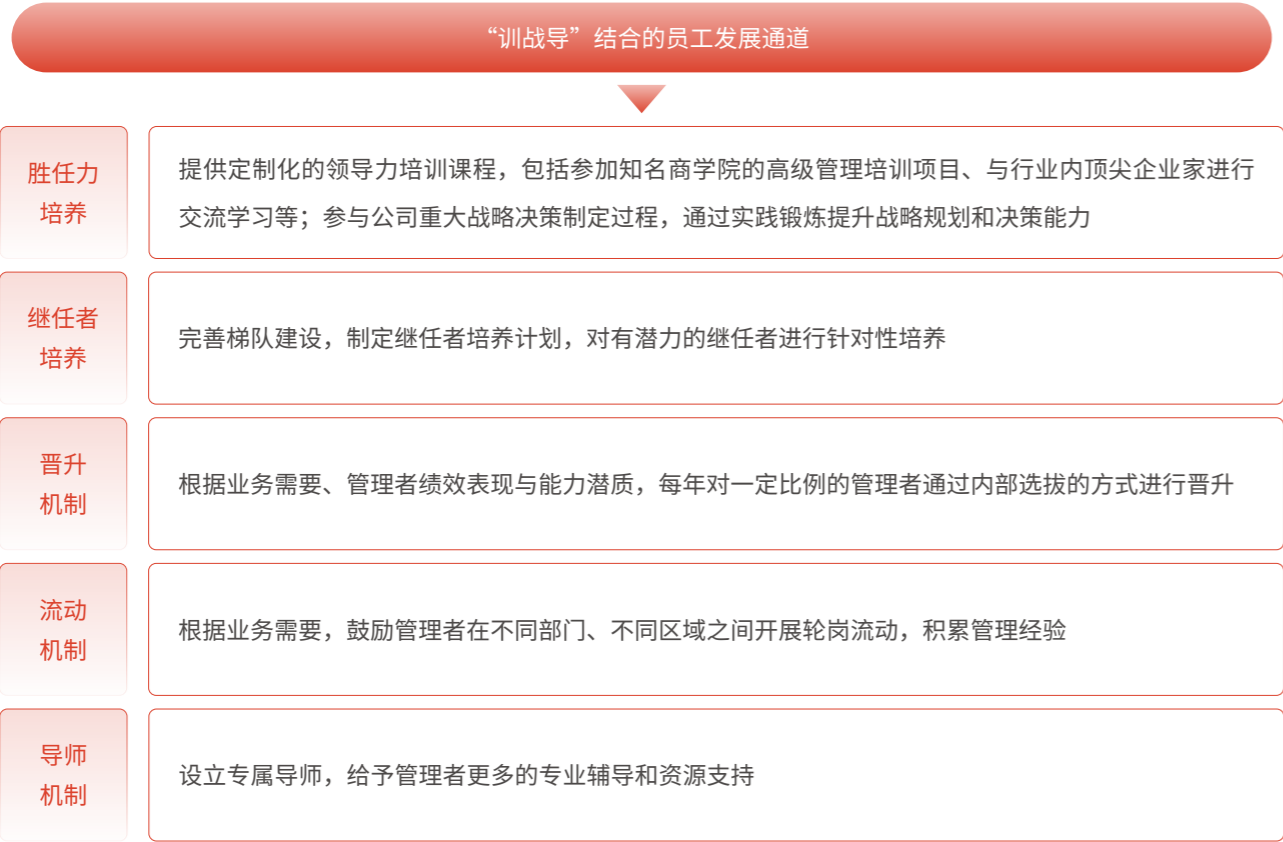 “训战导”结合的员工发展通道
胜任力
培养
提供定制化的领导力培训课程，包括参加知名商学院的高级管理培训项目、与行业内顶尖企业家进行
交流学习等；参与公司重大战略决策制定过程，通过实践锻炼提升战略规划和决策能力
继任者
培养
完善梯队建设，制定继任者培养计划，对有潜力的继任者进行针对性培养
晋升
机制
根据业务需要、管理者绩效表现与能力潜质，每年对一定比例的管理者通过内部选拔的方式进行晋升
流动
机制
根据业务需要，鼓励管理者在不同部门、不同区域之间开展轮岗流动，积累管理经验
导师
机制
设立专属导师，给予管理者更多的专业辅导和资源支持